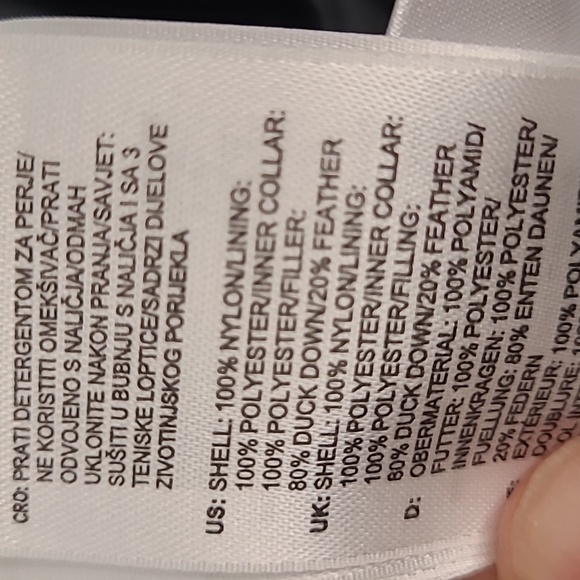 CRO: PRATI DETERGENTOM ZA PERJE/
NE KORISTITI OMEKŠIVAČ/PRATI
ODVOJENO S NALIČJA/ODMAH
UKLONITE NAKON PRANJA/SAVJET:
SUŠITI U BUBNJU S NALIČJA I SA 3
TENISKE LOPTICE/SADRZI DIJELOVE
ZIVOTINJSKOG PORIJEKLA
US: SHELL: 100% NYLON/LINING:
100% POLYESTER/INNER COLLAR:
100% POLYESTER/FILLER:
80% DUCK DOWN/20% FEATHER
UK: SHELL: 100% NYLON/LINING:
100% POLYESTER/INNER COLLAR:
100% POLYESTER/FILLING:
80% DUCK DOWN/20% FEATHER
D: OBERMATERIAL: 100% POLYAMID/
FUTTER: 100% POLYESTER/
INNENKRAGEN: 100% POLYESTER/
FUELLUNG: 80% ENTEN DAUNEN/
20% FEDERN
EXTÉRIEUR: 100%
DOUBLURE: